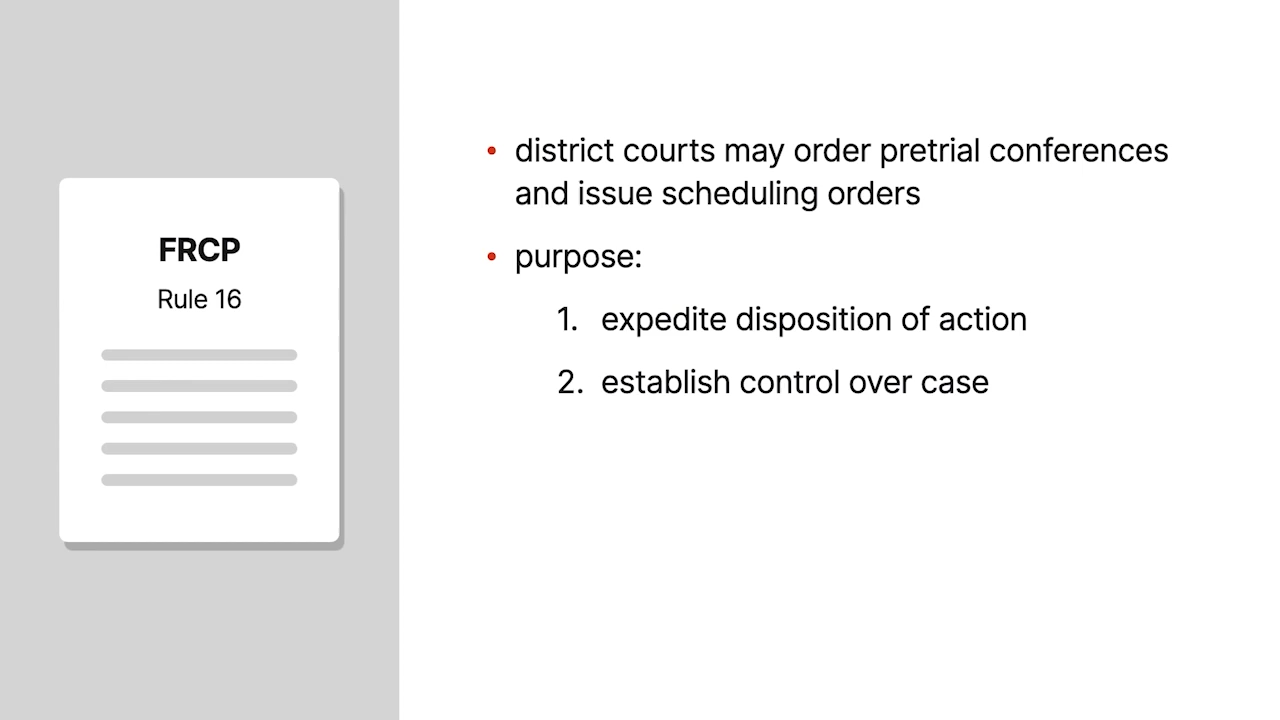 FRCP
Rule 16
• district courts may order pretrial conferences
and issue scheduling orders
• purpose:
1. expedite disposition of action
2. establish control over case